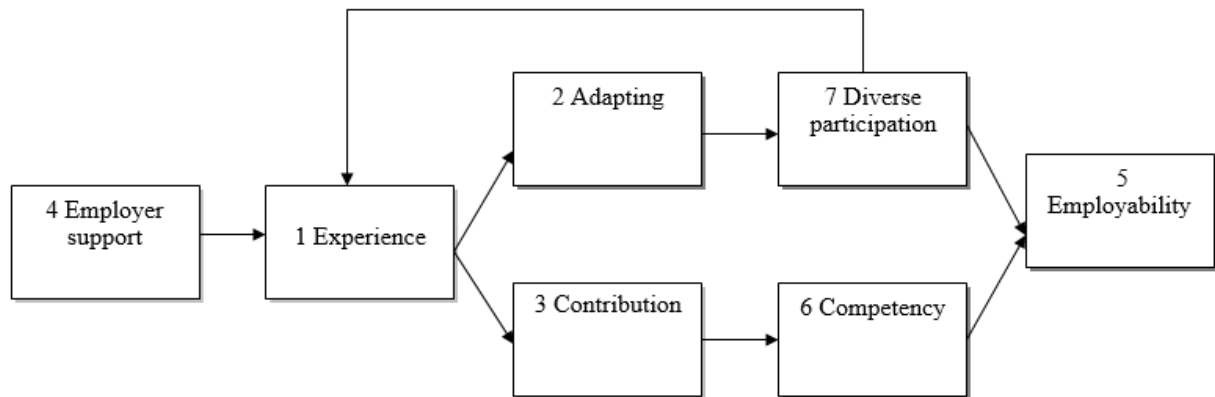 2 Adapting
7 Diverse
participation
4 Employer
support
1 Experience
5
Employability
3 Contribution
6 Competency